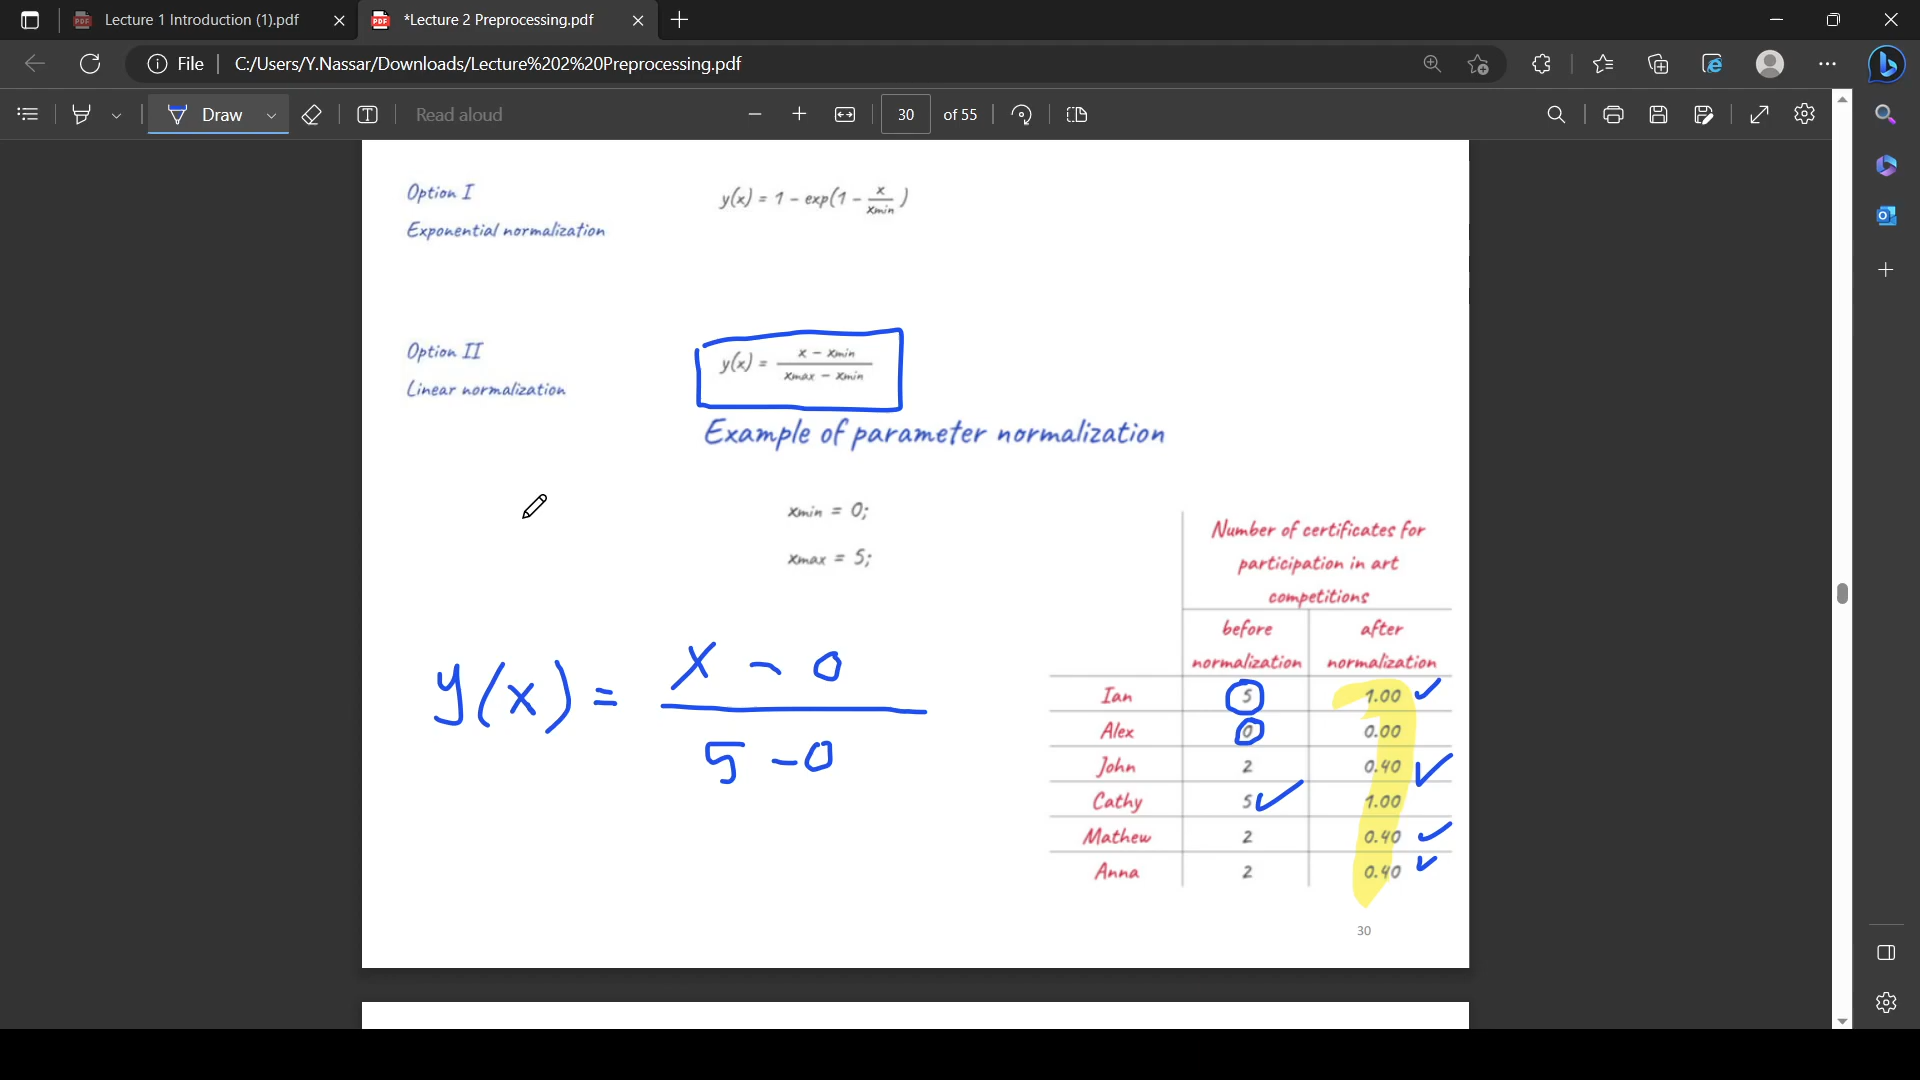 Lecture 1 Introduction (1).pdf
*Lecture 2 Preprocessing.pdf
File
C:/Users/Y.Nassar/Downloads/Lecture%202%20Preprocessing.pdf
Draw
Read aloud
30 of 55
Option I
Exponential normalization
y(x) = 1 - exp(1 - x/xmin)
Option II
Linear normalization
y(x) = x - xmin / xmax - xmin
Example of parameter normalization
xmin = 0;
xmax = 5;
y(x) = x - 0
5 - 0
Number of certificates for
participation in art
competitions
before normalization
after normalization
Ian 5 1.00
Alex 0 0.00
John 2 0.40
Cathy 5 1.00
Mathew 2 0.40
Anna 2 0.40
30